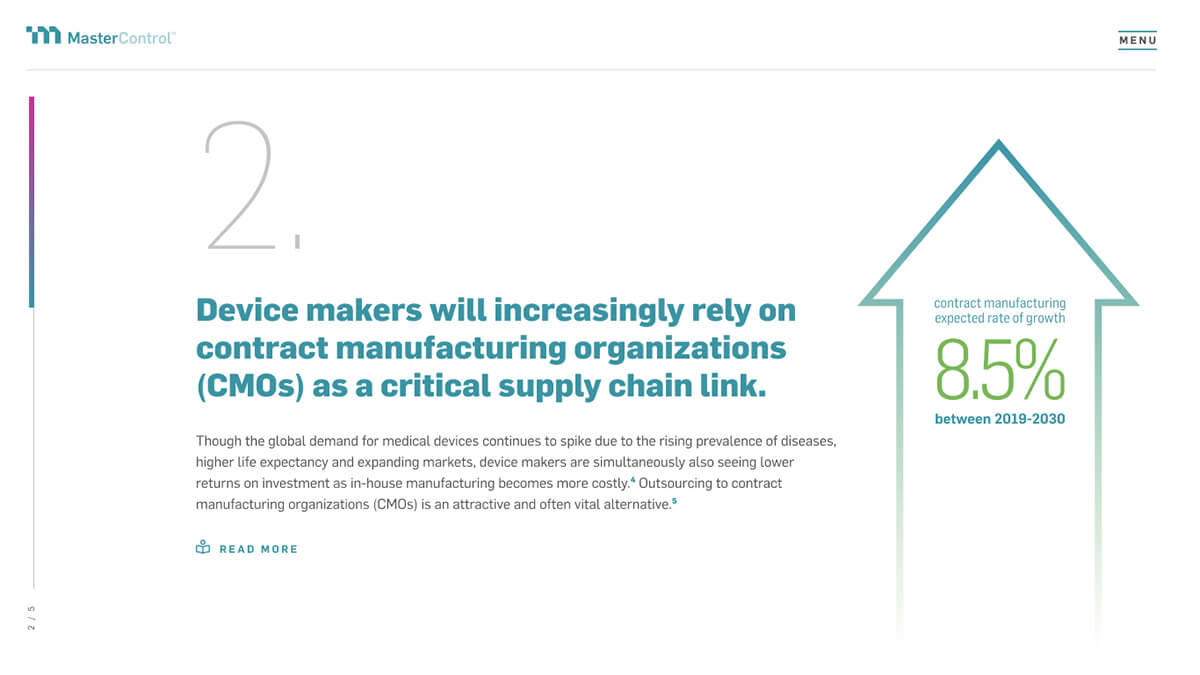 MasterControl™
MENU
2.
Device makers will increasingly rely on
contract manufacturing organizations
(CMOs) as a critical supply chain link.
Though the global demand for medical devices continues to spike due to the rising prevalence of diseases,
higher life expectancy and expanding markets, device makers are simultaneously also seeing lower
returns on investment as in-house manufacturing becomes more costly.⁴ Outsourcing to contract
manufacturing organizations (CMOs) is an attractive and often vital alternative.⁵
READ MORE
contract manufacturing
expected rate of growth
8.5%
between 2019-2030
2 / 5